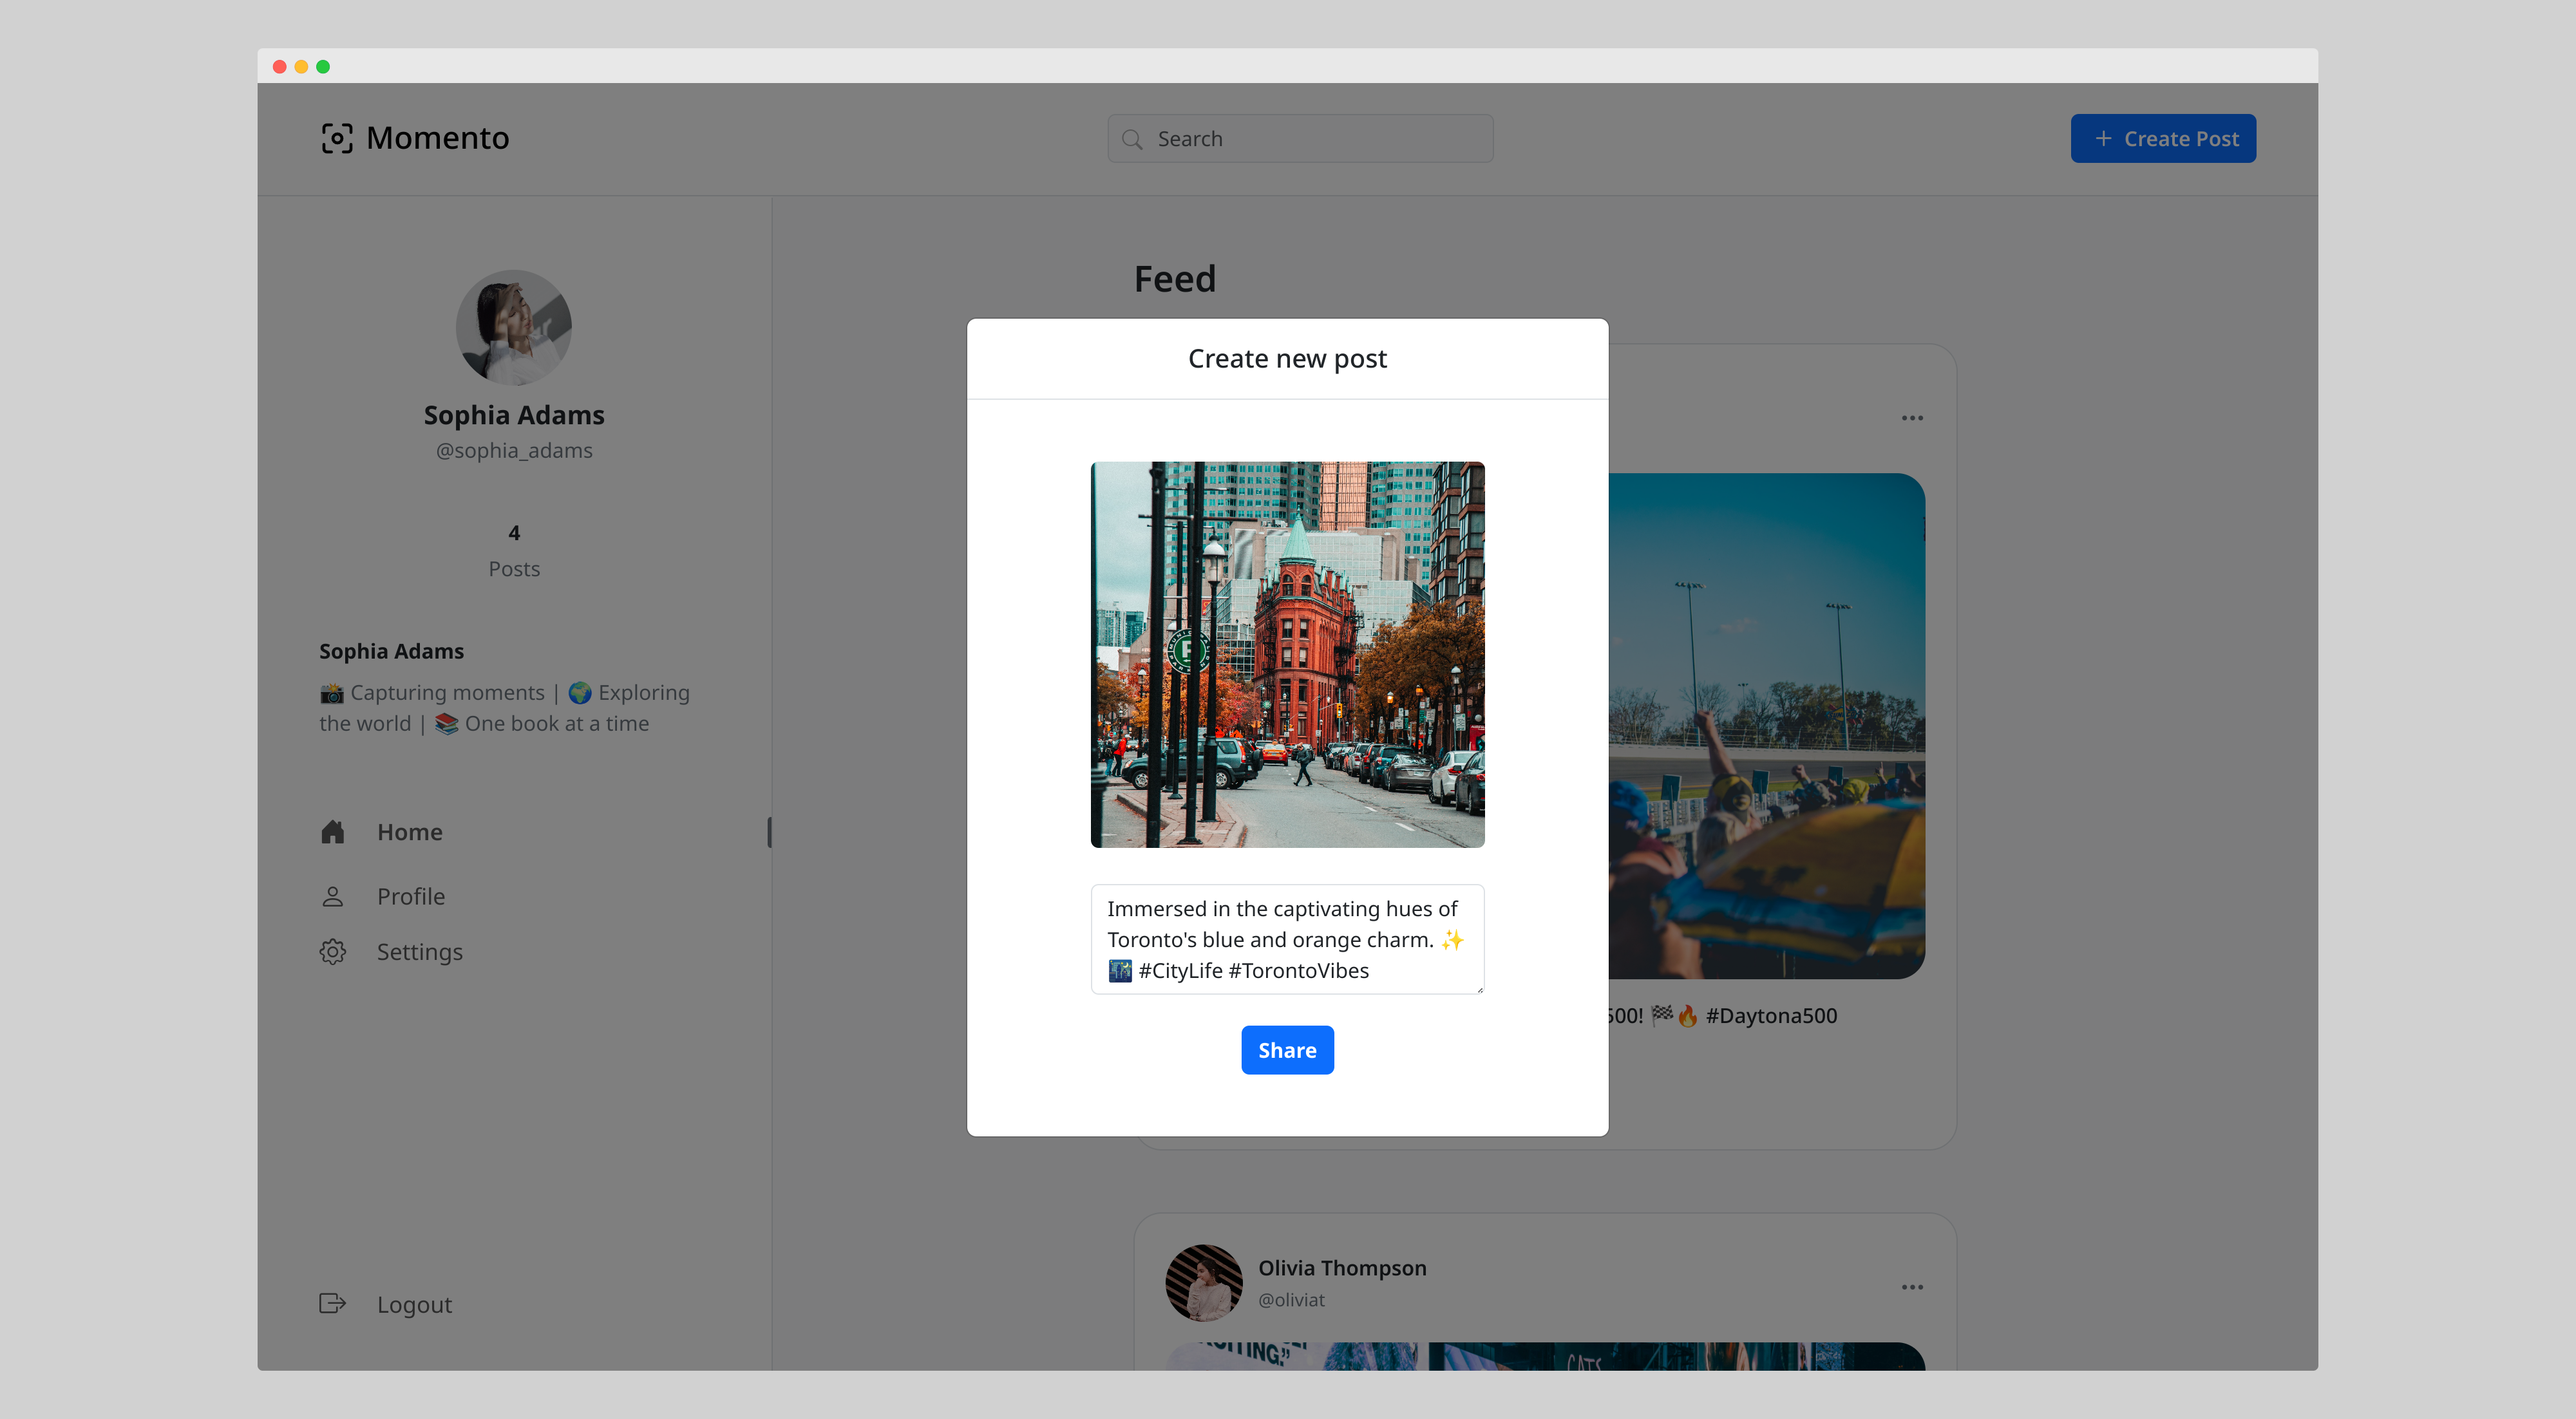 Momento
Search
Create Post
Sophia Adams
@sophia_adams
4
Posts
Sophia Adams
📸 Capturing moments | 🌍 Exploring
the world | 📚 One book at a time
Home
Profile
Settings
Logout
Feed
Create new post
Immersed in the captivating hues of
Toronto's blue and orange charm. ✨
🌃 #CityLife #TorontoVibes
Share
500! 🏁🔥 #Daytona500
Olivia Thompson
@oliviat
CATS